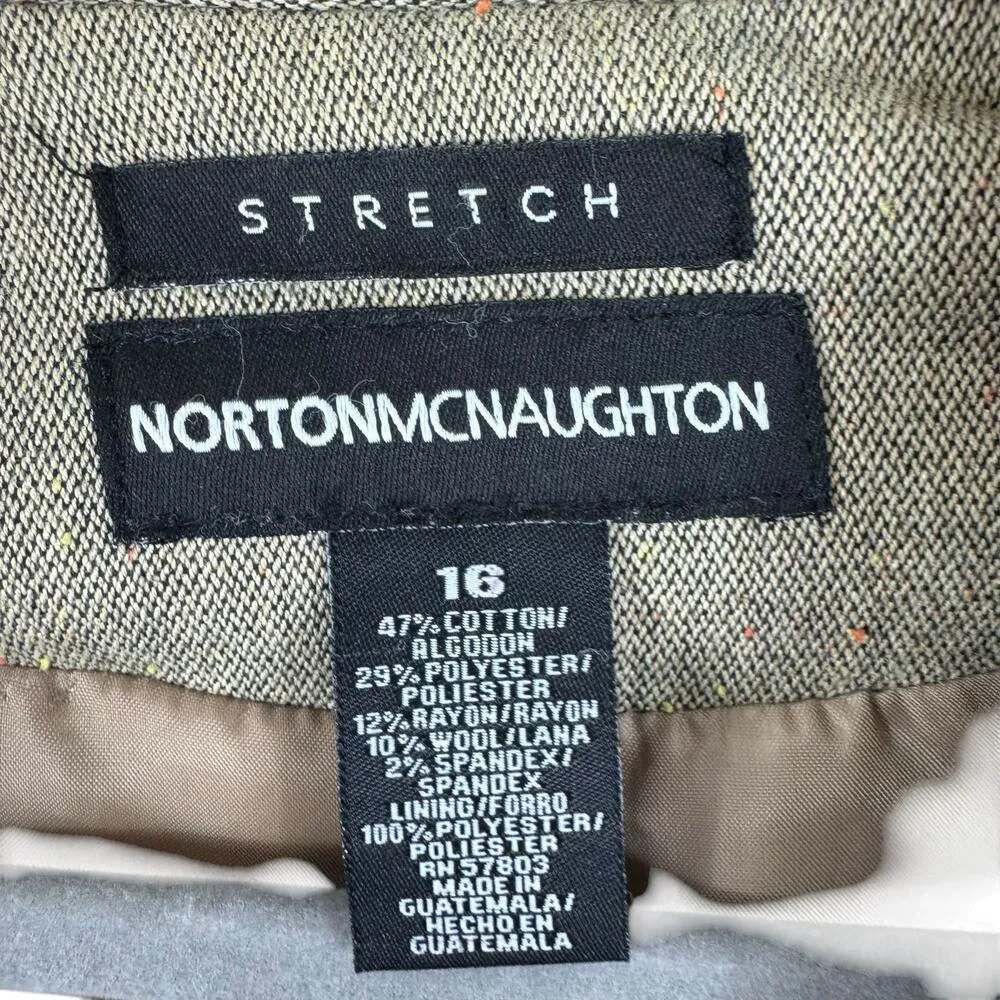 STRETCH
NORTONMCNAUGHTON
16
47% COTTON/
ALGODON
29% POLYESTER/
POLIESTER
12% RAYON/RAYON
10% WOOL/LANA
2% SPANDEX/
SPANDEX
LINING/FORRO
100% POLYESTER/
POLIESTER
RN 57803
MADE IN
GUATEMALA/
HECHO EN
GUATEMALA